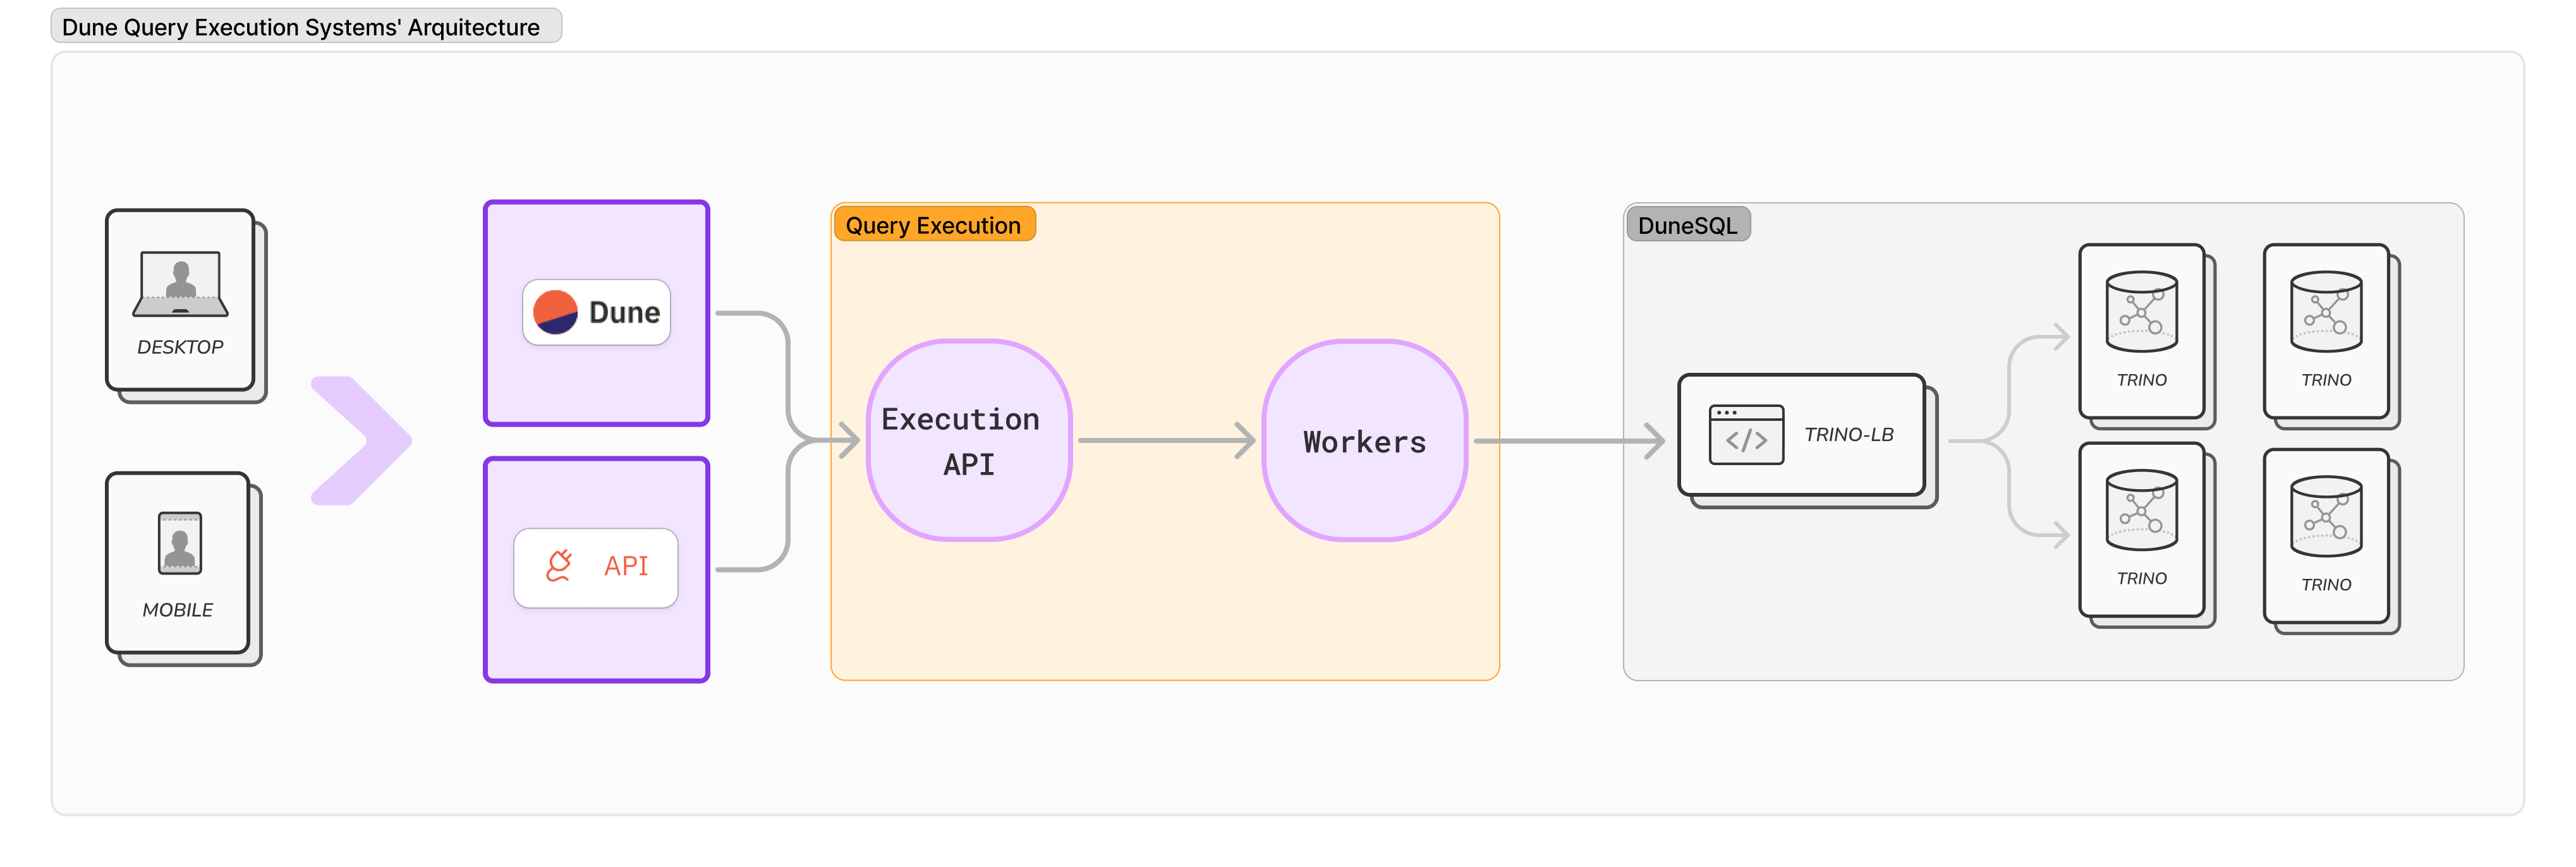 Dune Query Execution Systems' Arquitecture
DESKTOP
MOBILE
Dune
API
Query Execution
Execution
API
Workers
DuneSQL
TRINO-LB
TRINO
TRINO
TRINO
TRINO